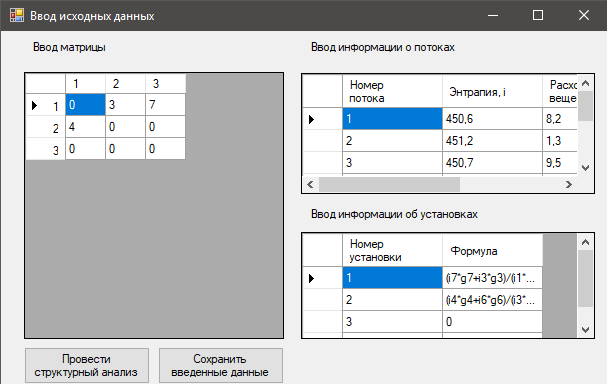 Ввод исходных данных
Ввод матрицы
1 2 3
1 0 3 7
2 4 0 0
3 0 0 0
Провести
структурный анализ
Сохранить
введенные данные
Ввод информации о потоках
Номер
потока
Энтрапия, i
Расхо
веще
1 450,6 8,2
2 451,2 1,3
3 450,7 9,5
Ввод информации об установках
Номер
установки
Формула
1 (i7*g7+i3*g3)/(i1*...
2 (i4*g4+i6*g6)/(i3*...
3 0